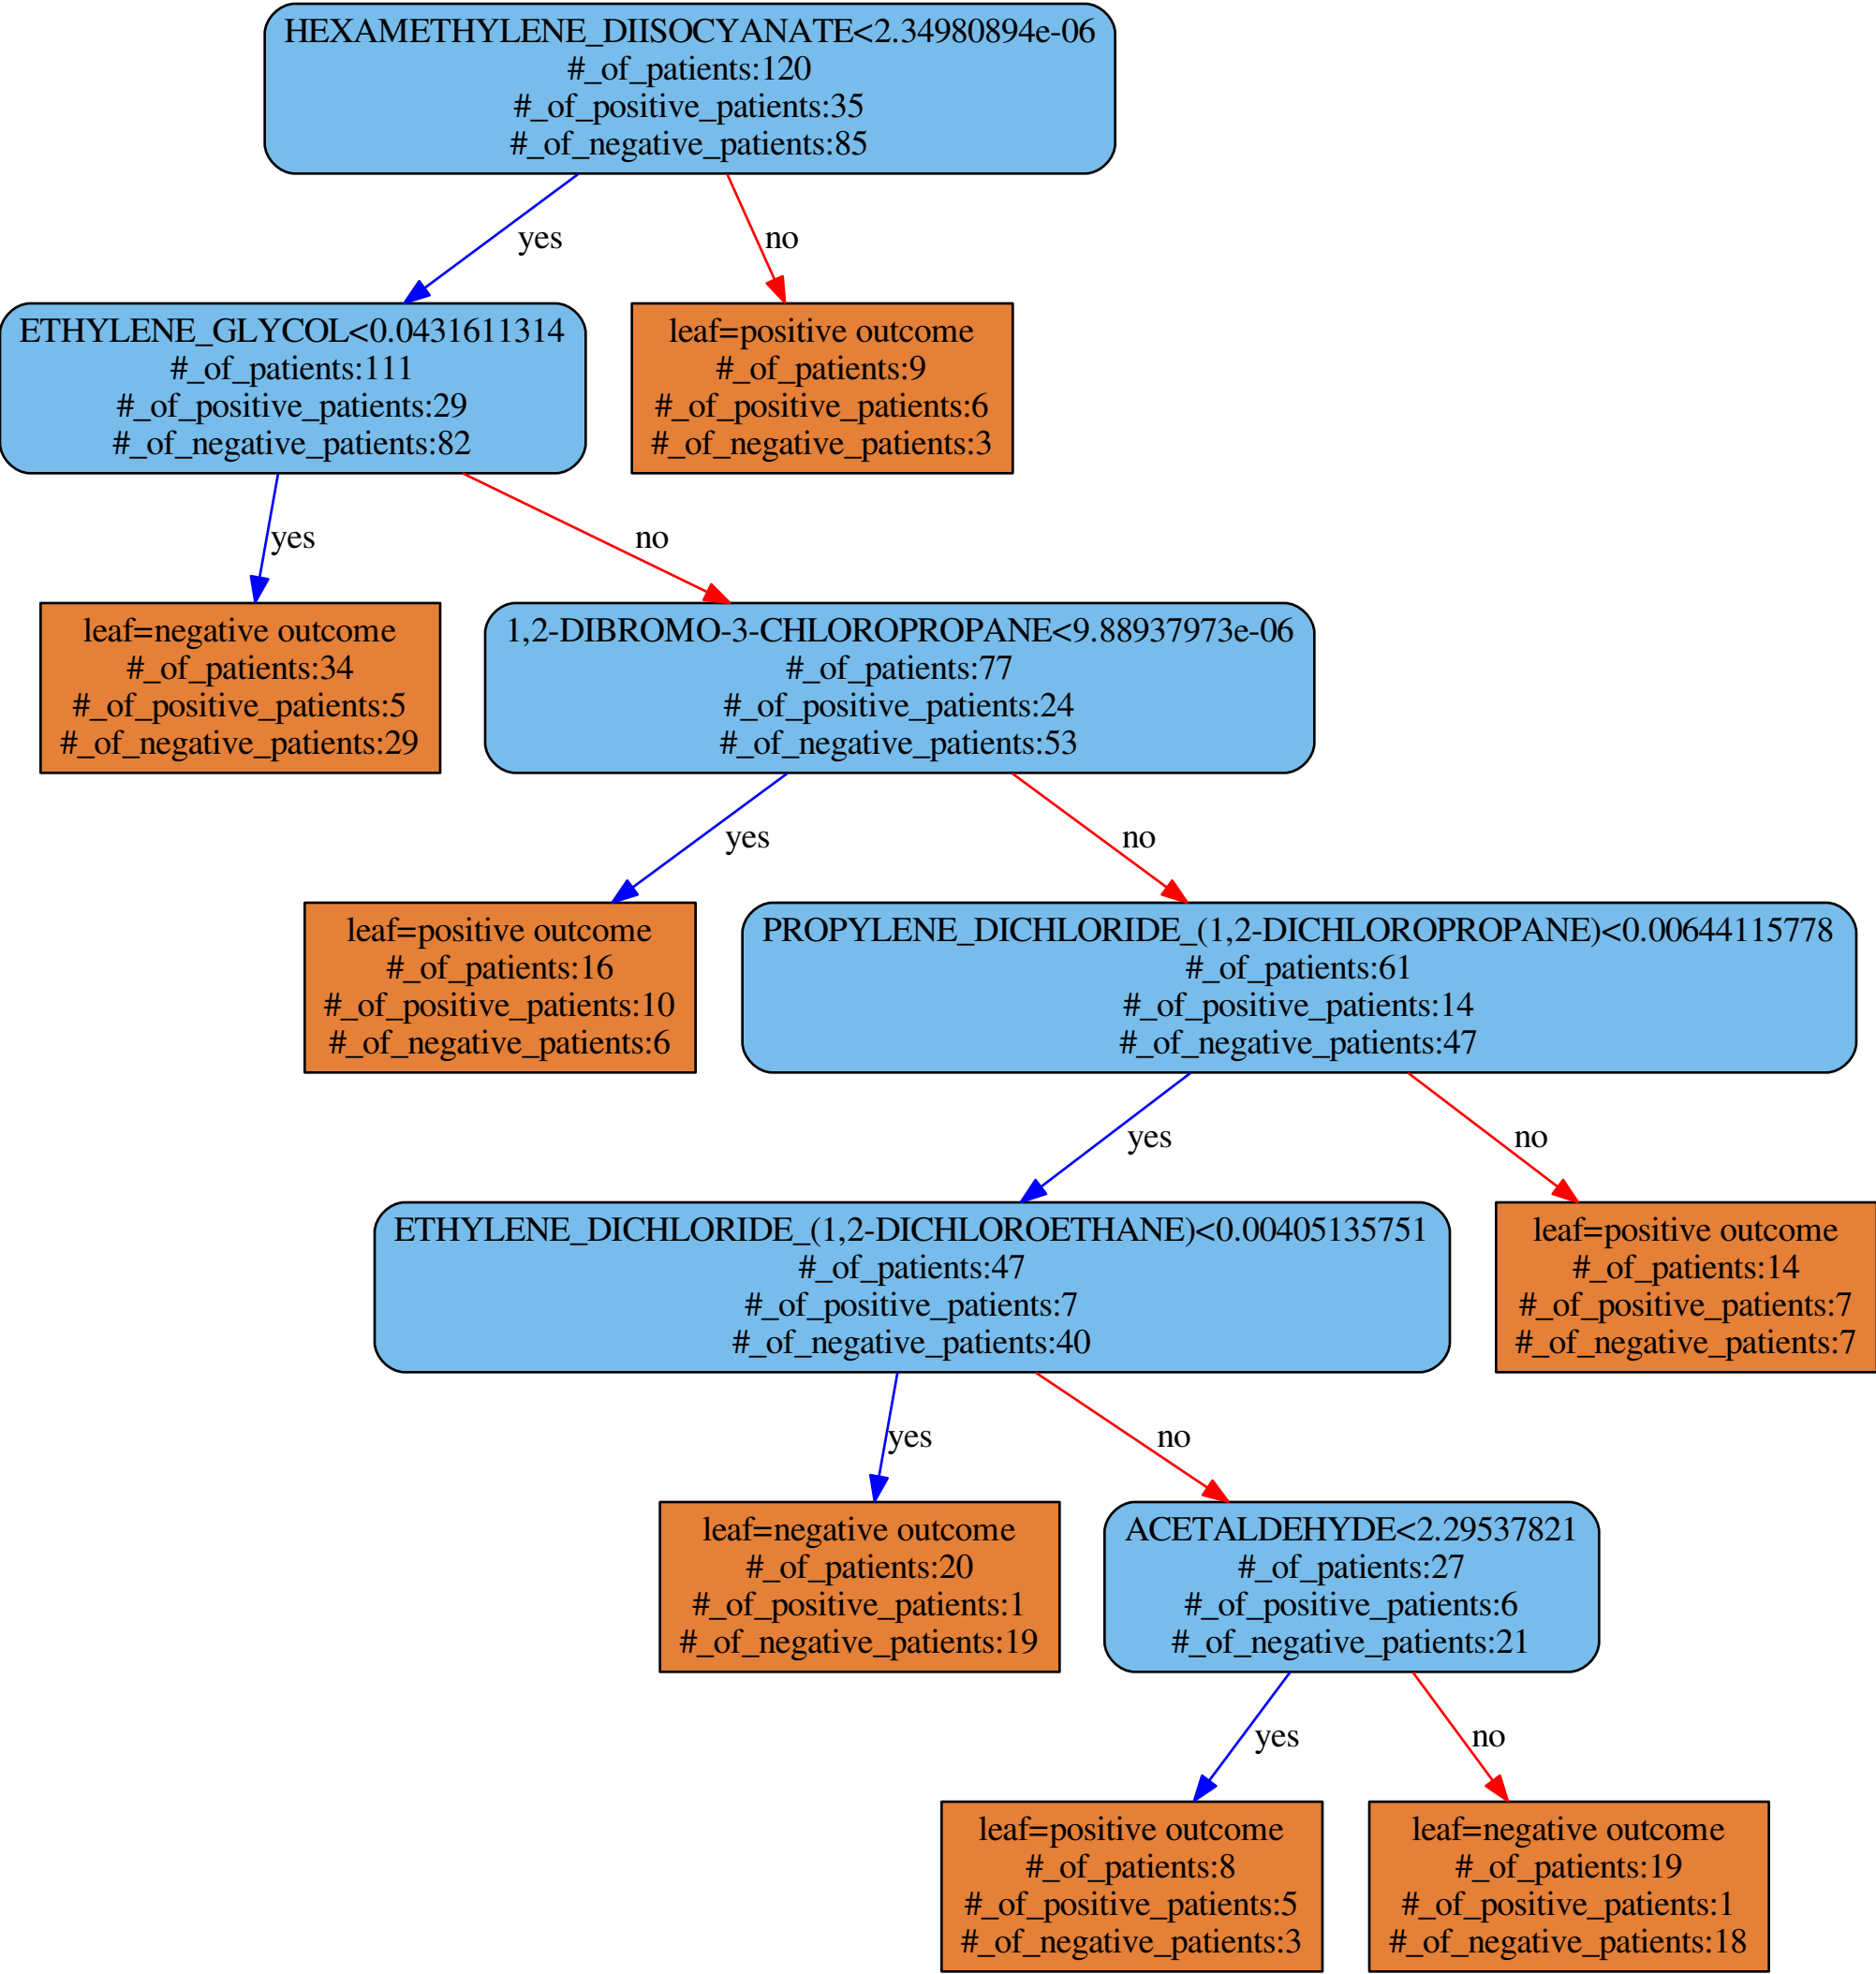 HEXAMETHYLENE_DIISOCYANATE<2.34980894e-06
#_of_patients:120
#_of_positive_patients:35
#_of_negative_patients:85
yes
no
ETHYLENE_GLYCOL<0.0431611314
#_of_patients:111
#_of_positive_patients:29
#_of_negative_patients:82
leaf=positive outcome
#_of_patients:9
#_of_positive_patients:6
#_of_negative_patients:3
yes
no
leaf=negative outcome
#_of_patients:34
#_of_positive_patients:5
#_of_negative_patients:29
1,2-DIBROMO-3-CHLOROPROPANE<9.88937973e-06
#_of_patients:77
#_of_positive_patients:24
#_of_negative_patients:53
yes
no
leaf=positive outcome
#_of_patients:16
#_of_positive_patients:10
#_of_negative_patients:6
PROPYLENE_DICHLORIDE_(1,2-DICHLOROPROPANE)<0.00644115778
#_of_patients:61
#_of_positive_patients:14
#_of_negative_patients:47
yes
no
ETHYLENE_DICHLORIDE_(1,2-DICHLOROETHANE)<0.00405135751
#_of_patients:47
#_of_positive_patients:7
#_of_negative_patients:40
leaf=positive outcome
#_of_patients:14
#_of_positive_patients:7
#_of_negative_patients:7
yes
no
leaf=negative outcome
#_of_patients:20
#_of_positive_patients:1
#_of_negative_patients:19
ACETALDEHYDE<2.29537821
#_of_patients:27
#_of_positive_patients:6
#_of_negative_patients:21
yes
no
leaf=positive outcome
#_of_patients:8
#_of_positive_patients:5
#_of_negative_patients:3
leaf=negative outcome
#_of_patients:19
#_of_positive_patients:1
#_of_negative_patients:18